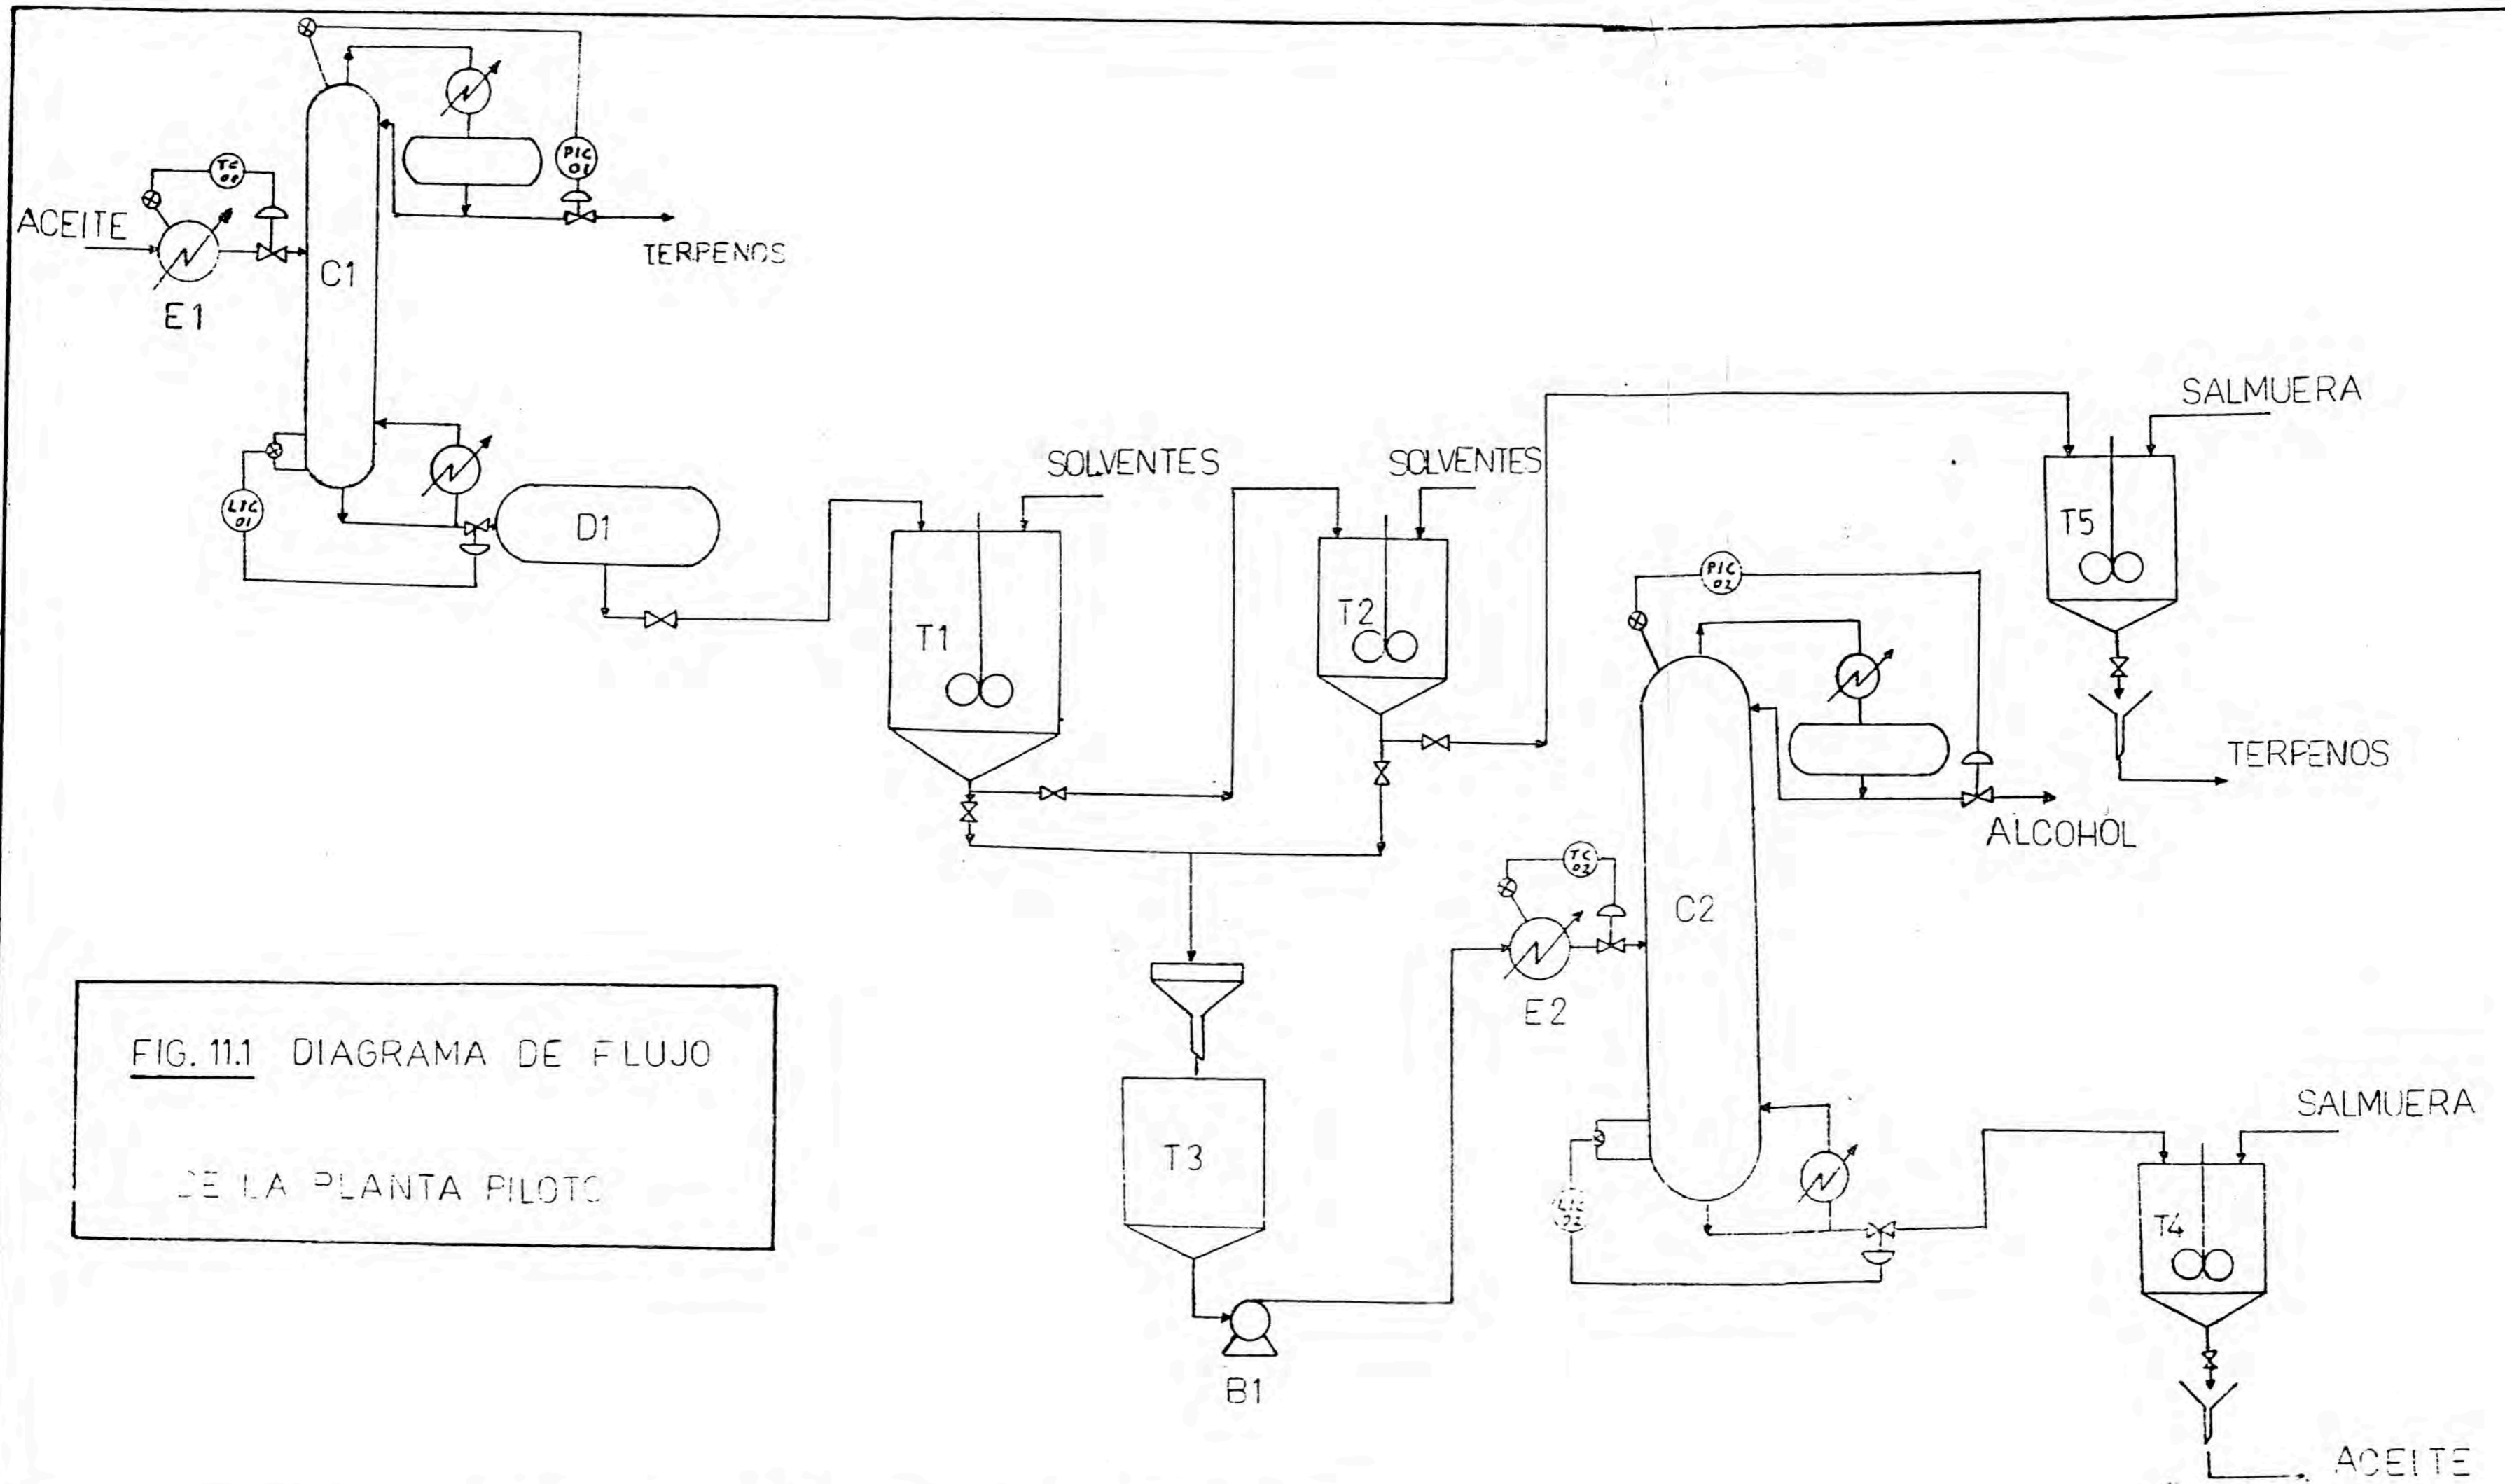 PIC
01
TC
ACEITE
TERPENOS
C1
E1
SALMUERA
SOLVENTES
SOLVENTES
LIC
01
D1
T5
PIC
02
T2
T1
TERPENOS
ALCOHOL
TC
02
C2
E2
FIG. 11.1 DIAGRAMA DE FLUJO
DE LA PLANTA PILOTO
SALMUERA
T3
LIC
02
T4
B1
ACEITE